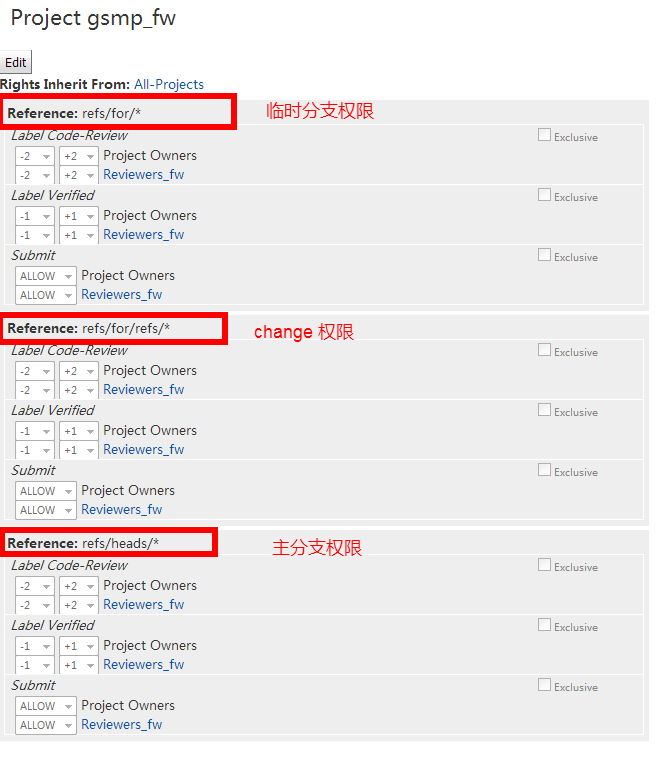 Project gsmp_fw
Edit
Rights Inherit From: All-Projects
Reference: refs/for/* 临时分支权限
Label Code-Review Exclusive
-2 +2 Project Owners
-2 +2 Reviewers_fw
Label Verified Exclusive
-1 +1 Project Owners
-1 +1 Reviewers_fw
Submit Exclusive
ALLOW Project Owners
ALLOW Reviewers_fw
Reference: refs/for/refs/* change 权限
Label Code-Review Exclusive
-2 +2 Project Owners
-2 +2 Reviewers_fw
Label Verified Exclusive
-1 +1 Project Owners
-1 +1 Reviewers_fw
Submit Exclusive
ALLOW Project Owners
ALLOW Reviewers_fw
Reference: refs/heads/* 主分支权限
Label Code-Review Exclusive
-2 +2 Project Owners
-2 +2 Reviewers_fw
Label Verified Exclusive
-1 +1 Project Owners
-1 +1 Reviewers_fw
Submit Exclusive
ALLOW Project Owners
ALLOW Reviewers_fw